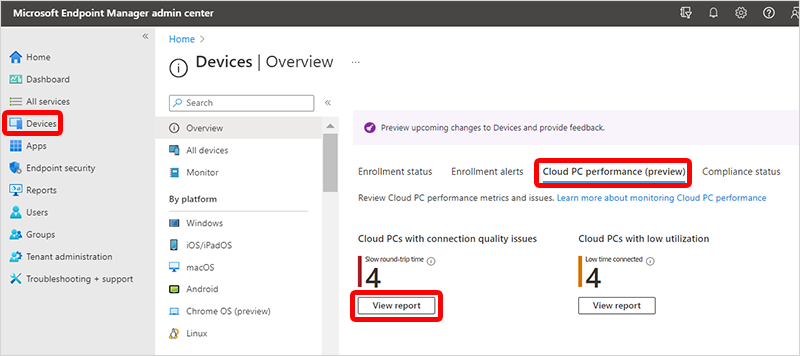 Microsoft Endpoint Manager admin center
«
Home
Dashboard
All services
Devices
Apps
Endpoint security
Reports
Users
Groups
Tenant administration
Troubleshooting + support
Home >
Devices | Overview ...
Search «
Overview
All devices
Monitor
By platform
Windows
iOS/iPadOS
macOS
Android
Chrome OS (preview)
Linux
Preview upcoming changes to Devices and provide feedback.
Enrollment status Enrollment alerts Cloud PC performance (preview) Compliance status
Review Cloud PC performance metrics and issues. Learn more about monitoring Cloud PC performance
Cloud PCs with connection quality issues
Slow round-trip time
4
View report
Cloud PCs with low utilization
Low time connected
4
View report